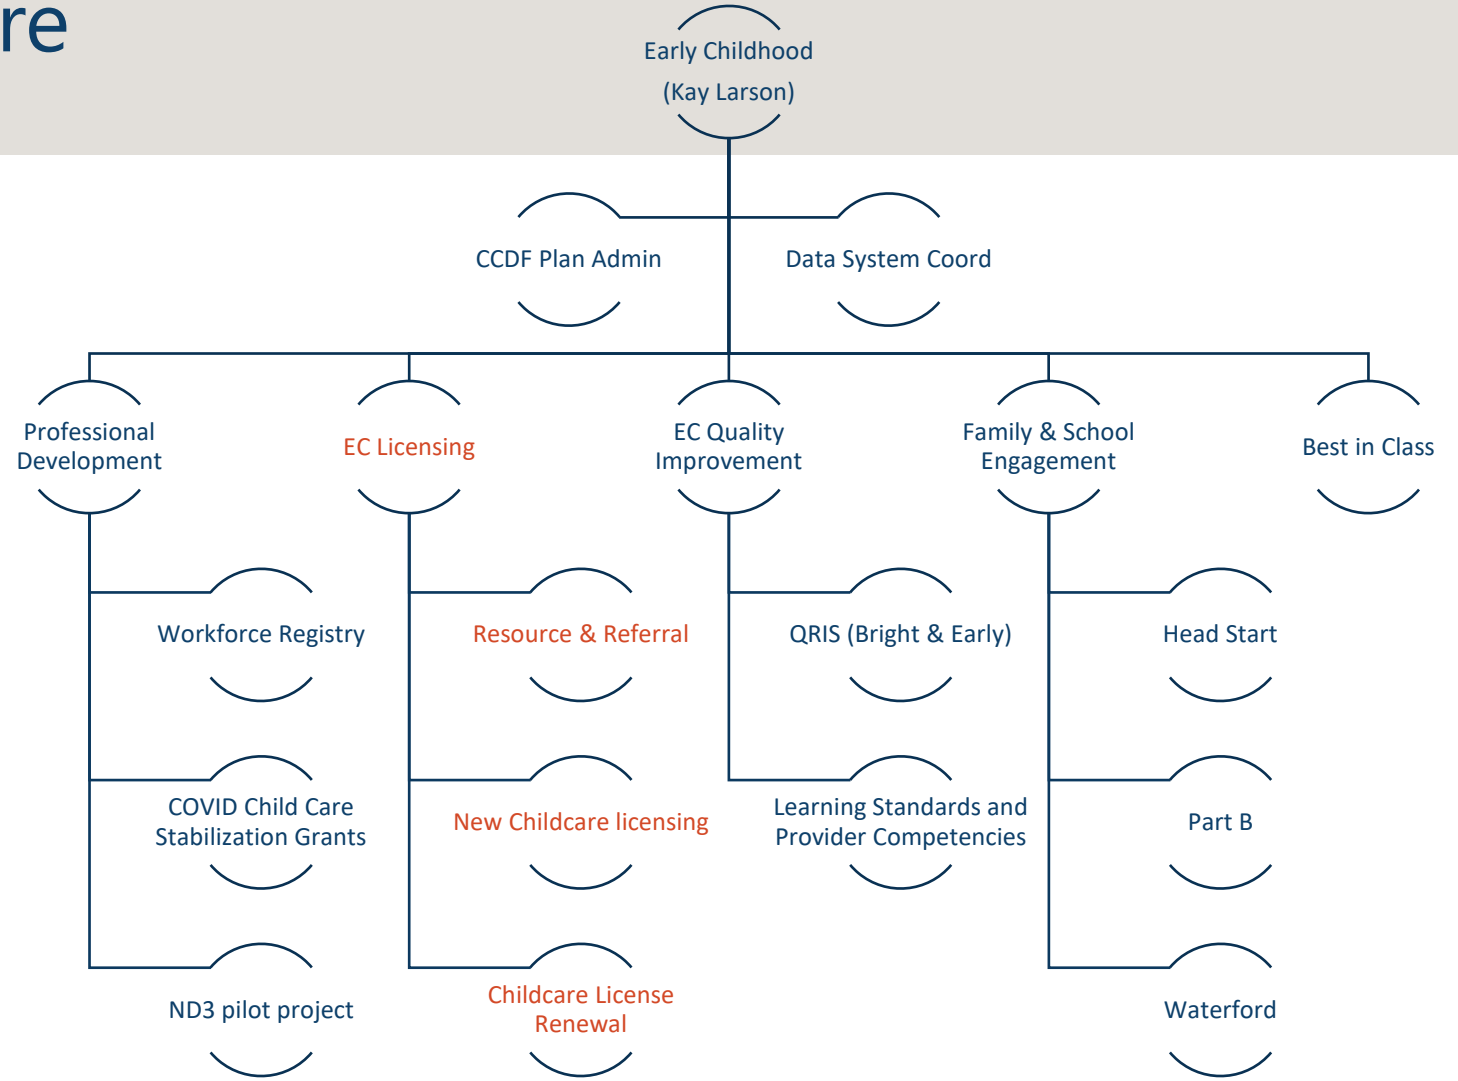 re
Early Childhood
(Kay Larson)
CCDF Plan Admin
Data System Coord
Professional
Development
EC Licensing
EC Quality
Improvement
Family & School
Engagement
Best in Class
Workforce Registry
Resource & Referral
QRIS (Bright & Early)
Head Start
COVID Child Care
Stabilization Grants
New Childcare licensing
Learning Standards and
Provider Competencies
Part B
ND3 pilot project
Childcare License
Renewal
Waterford